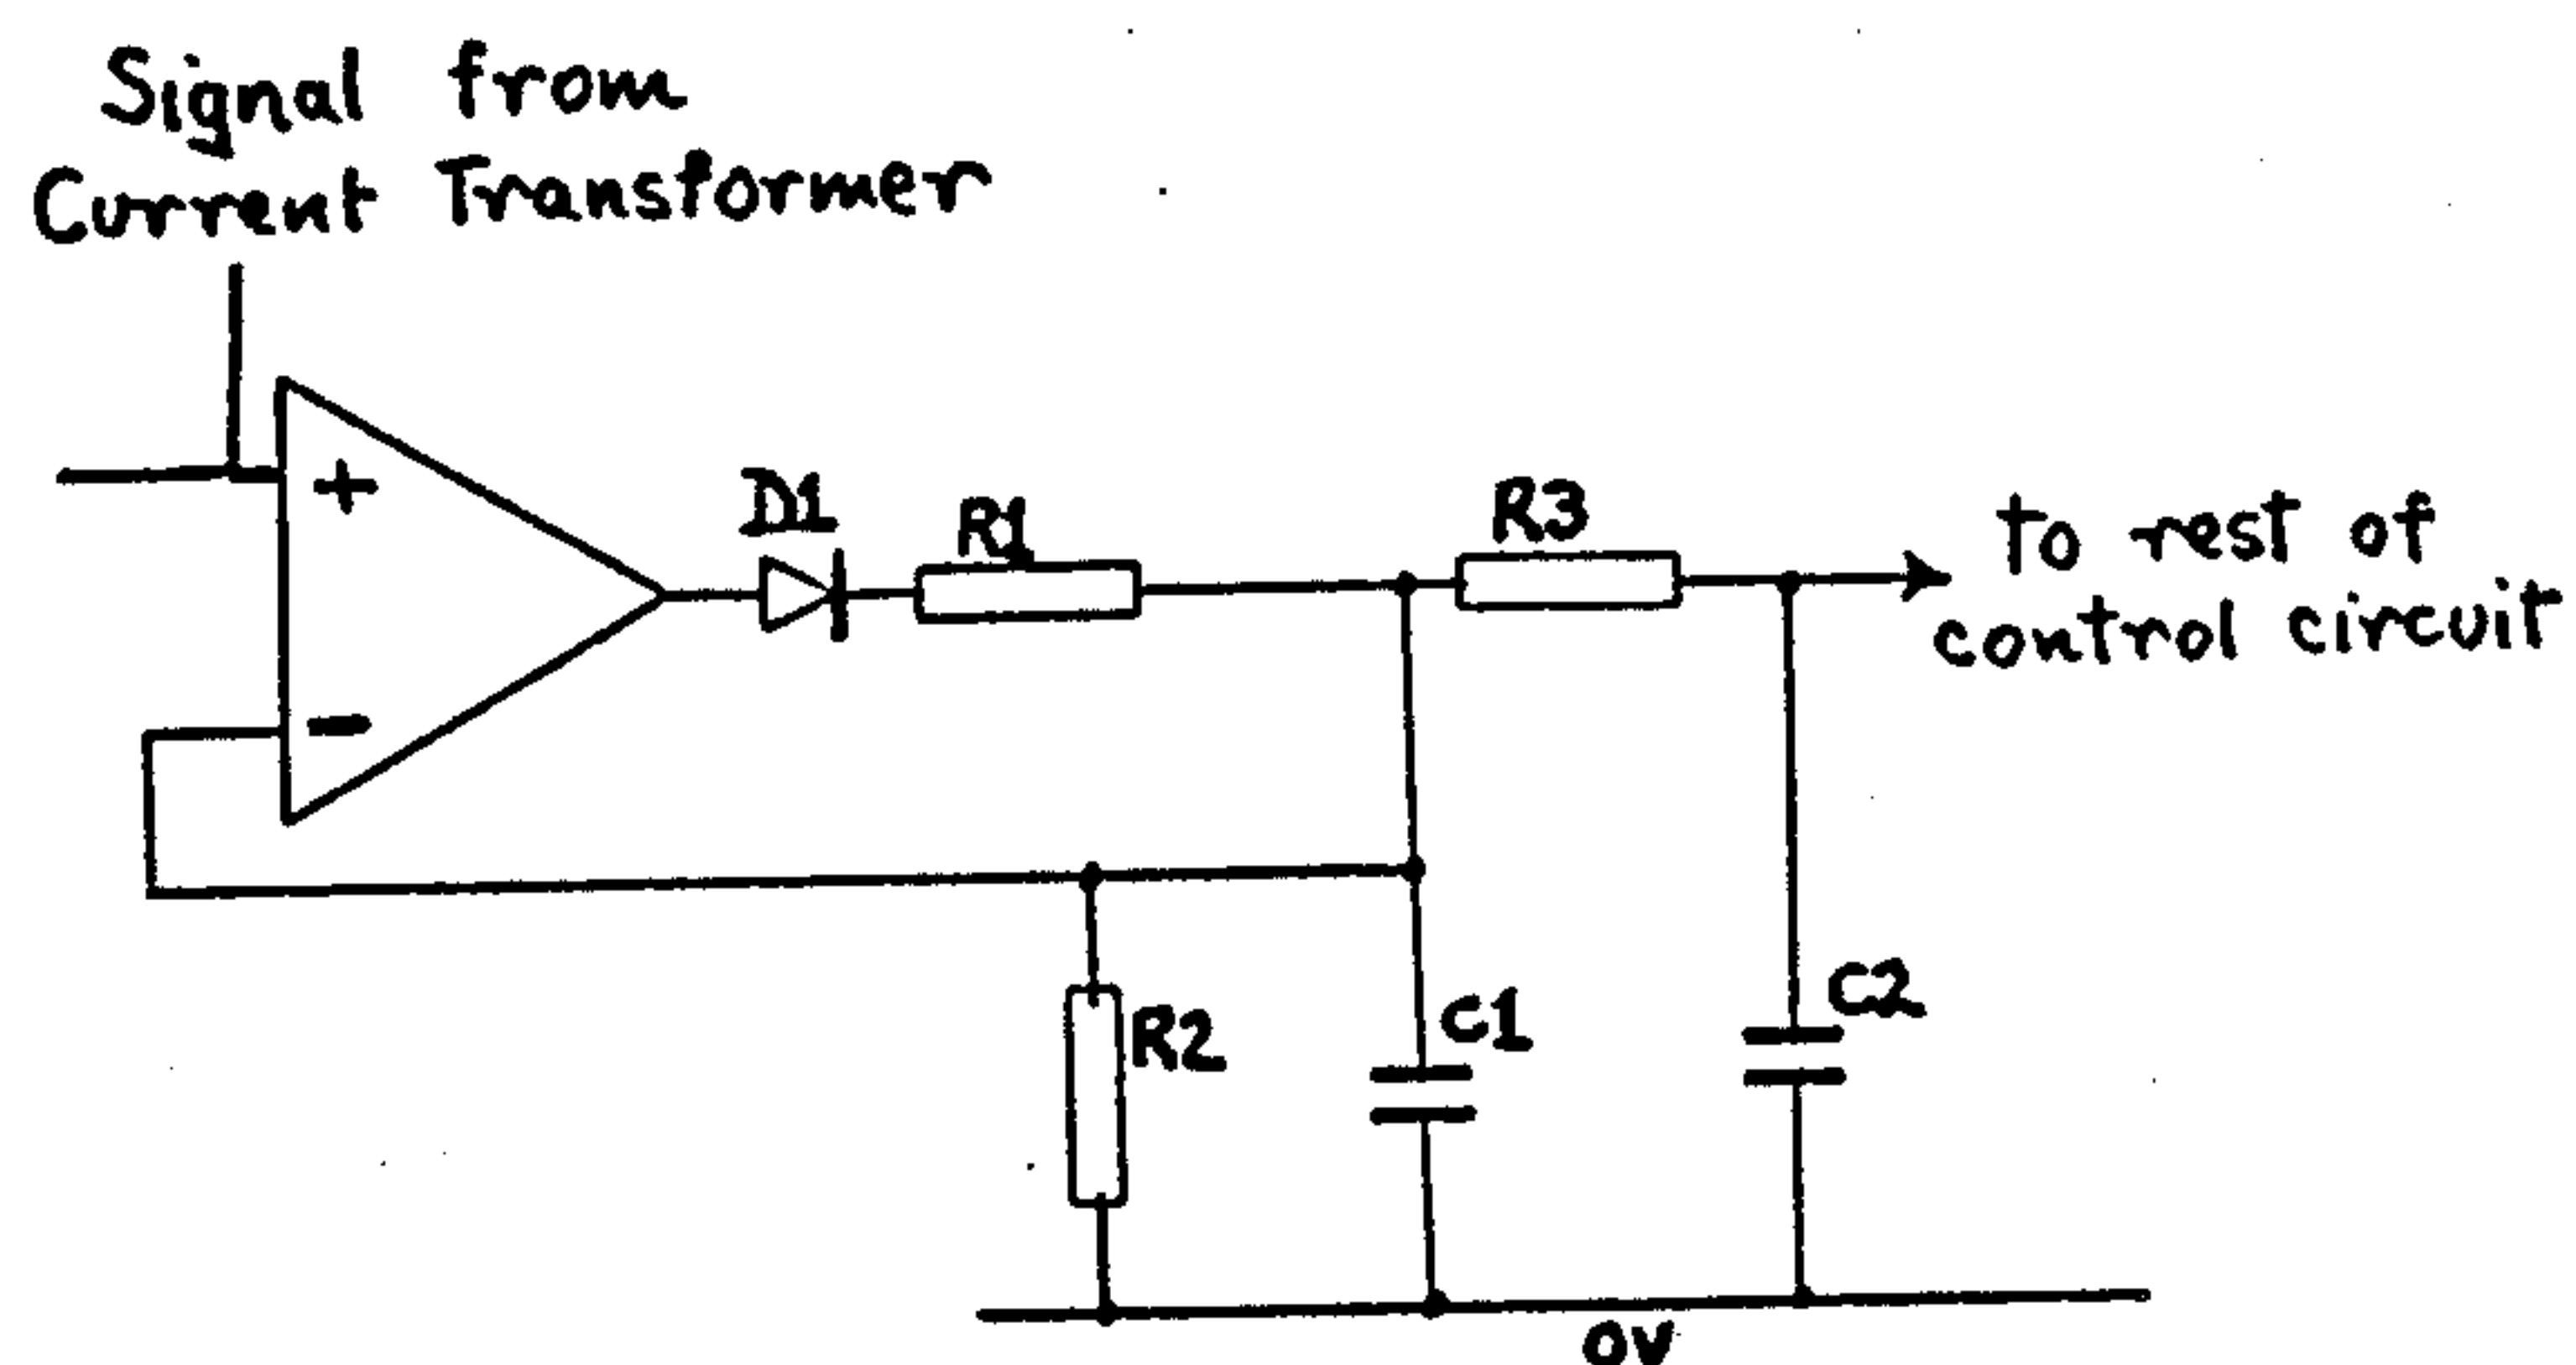 Signal from
Current Transformer
+
−
D1
R1
R3
to rest of
control circuit
R2
C1
C2
0V